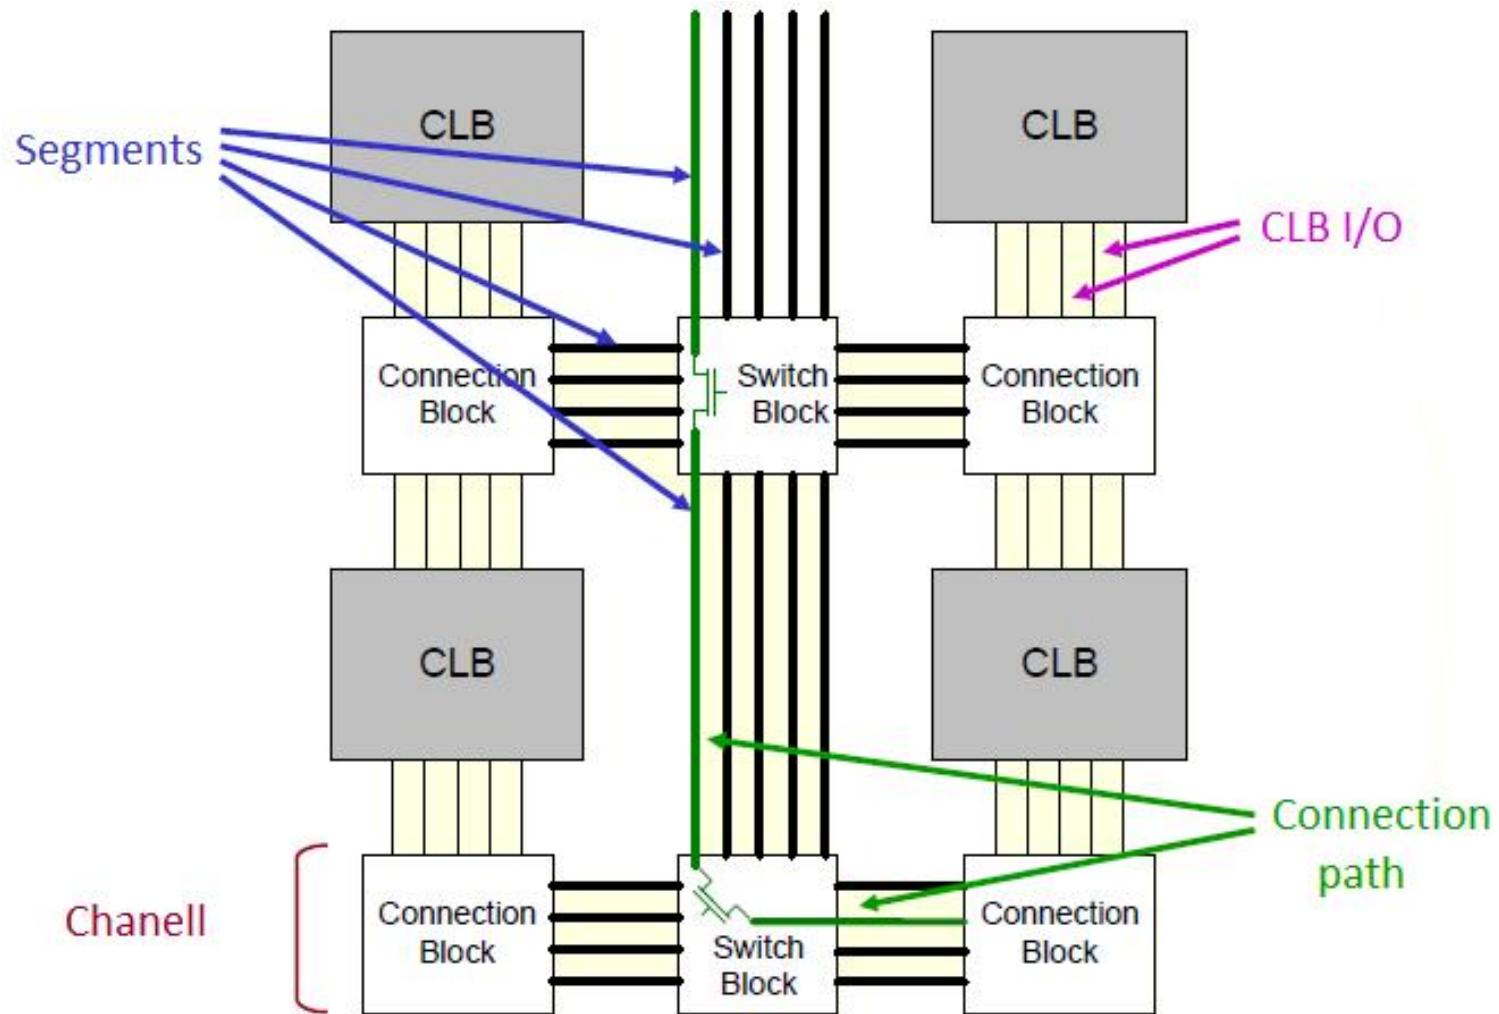 CLB
CLB
Segments
CLB I/O
Connection
Block
Switch
Block
Connection
Block
CLB
CLB
Connection
path
Chanell
Connection
Block
Switch
Block
Connection
Block